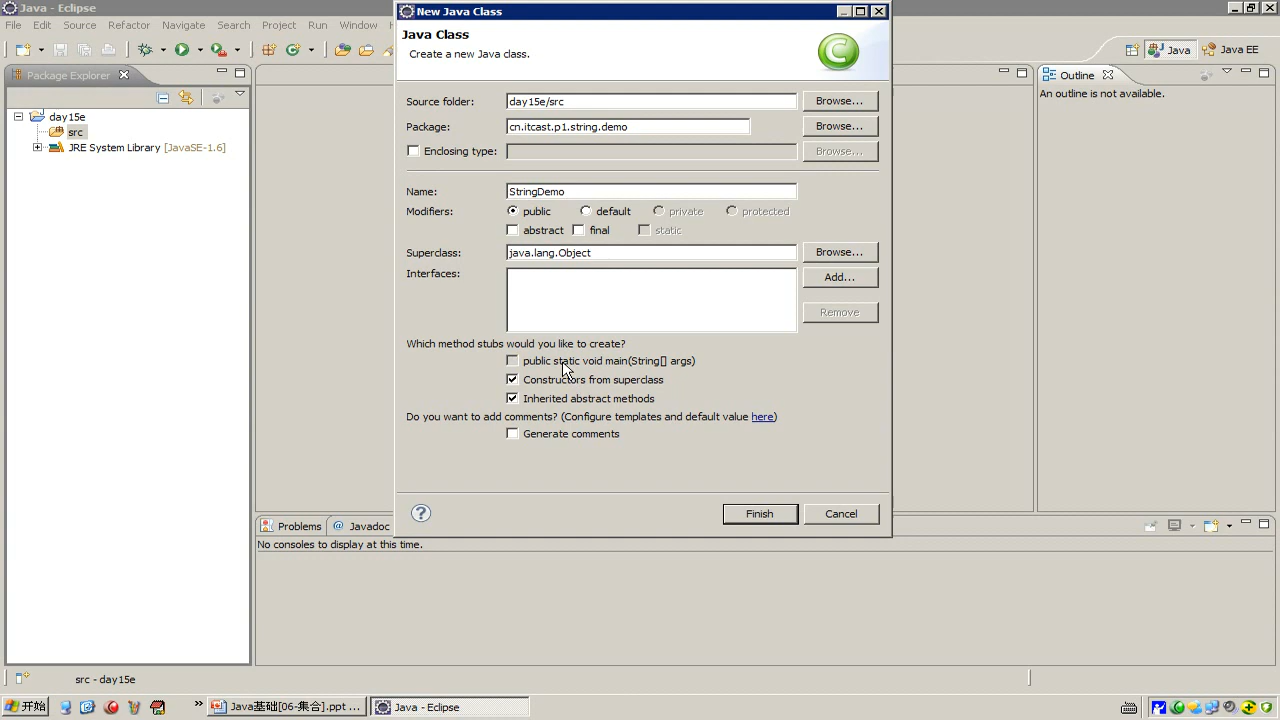 Java - Eclipse
File Edit Source Refactor Navigate Search Project Run Window
Java
Java EE
Package Explorer
day15e
src
JRE System Library [JavaSE-1.6]
New Java Class
Java Class
Create a new Java class.
Source folder: day15e/src Browse...
Package: cn.itcast.p1.string.demo Browse...
Enclosing type: Browse...
Name: StringDemo
Modifiers: public default private protected
abstract final static
Superclass: java.lang.Object Browse...
Interfaces: Add...
Remove
Which method stubs would you like to create?
public static void main(String[] args)
Constructors from superclass
Inherited abstract methods
Do you want to add comments? (Configure templates and default value here)
Generate comments
Finish Cancel
Outline
An outline is not available.
Problems @ Javadoc
No consoles to display at this time.
src - day15e
开始 Java基础[06-集合].ppt ... Java - Eclipse